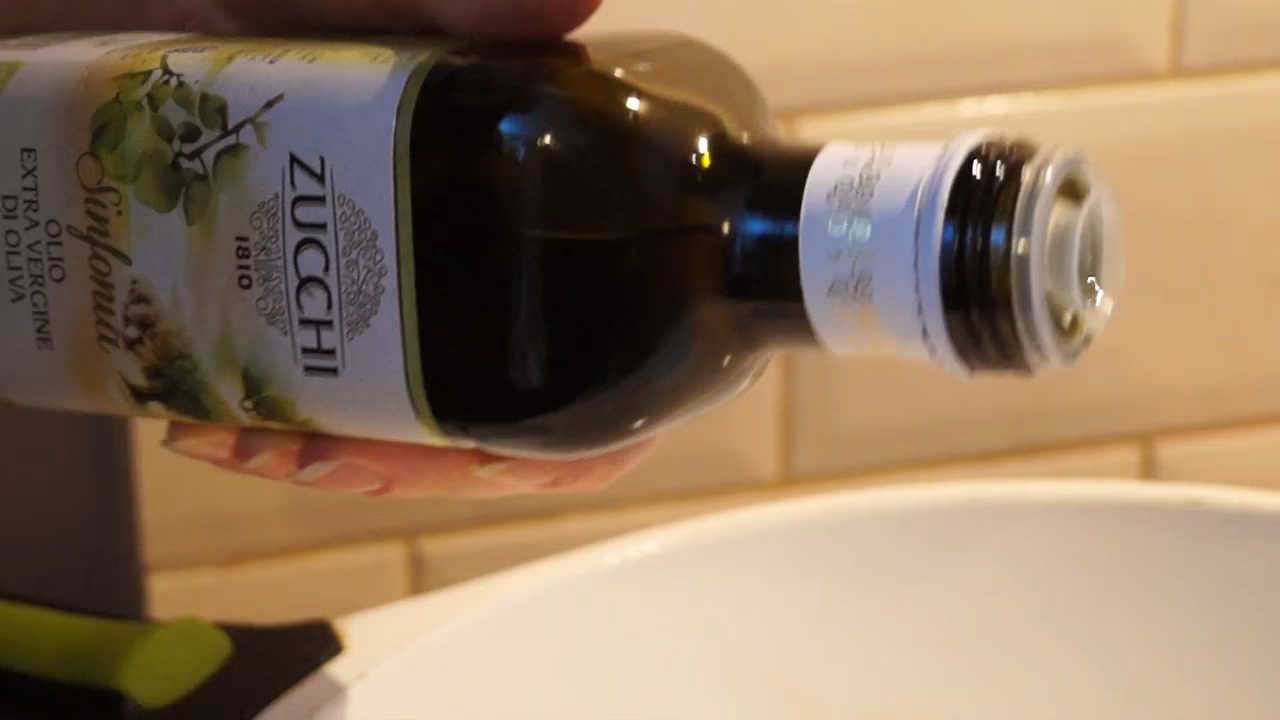 ZUCCHI
1810
Sinfonia
OLIO
EXTRA VERGINE
DI OLIVA